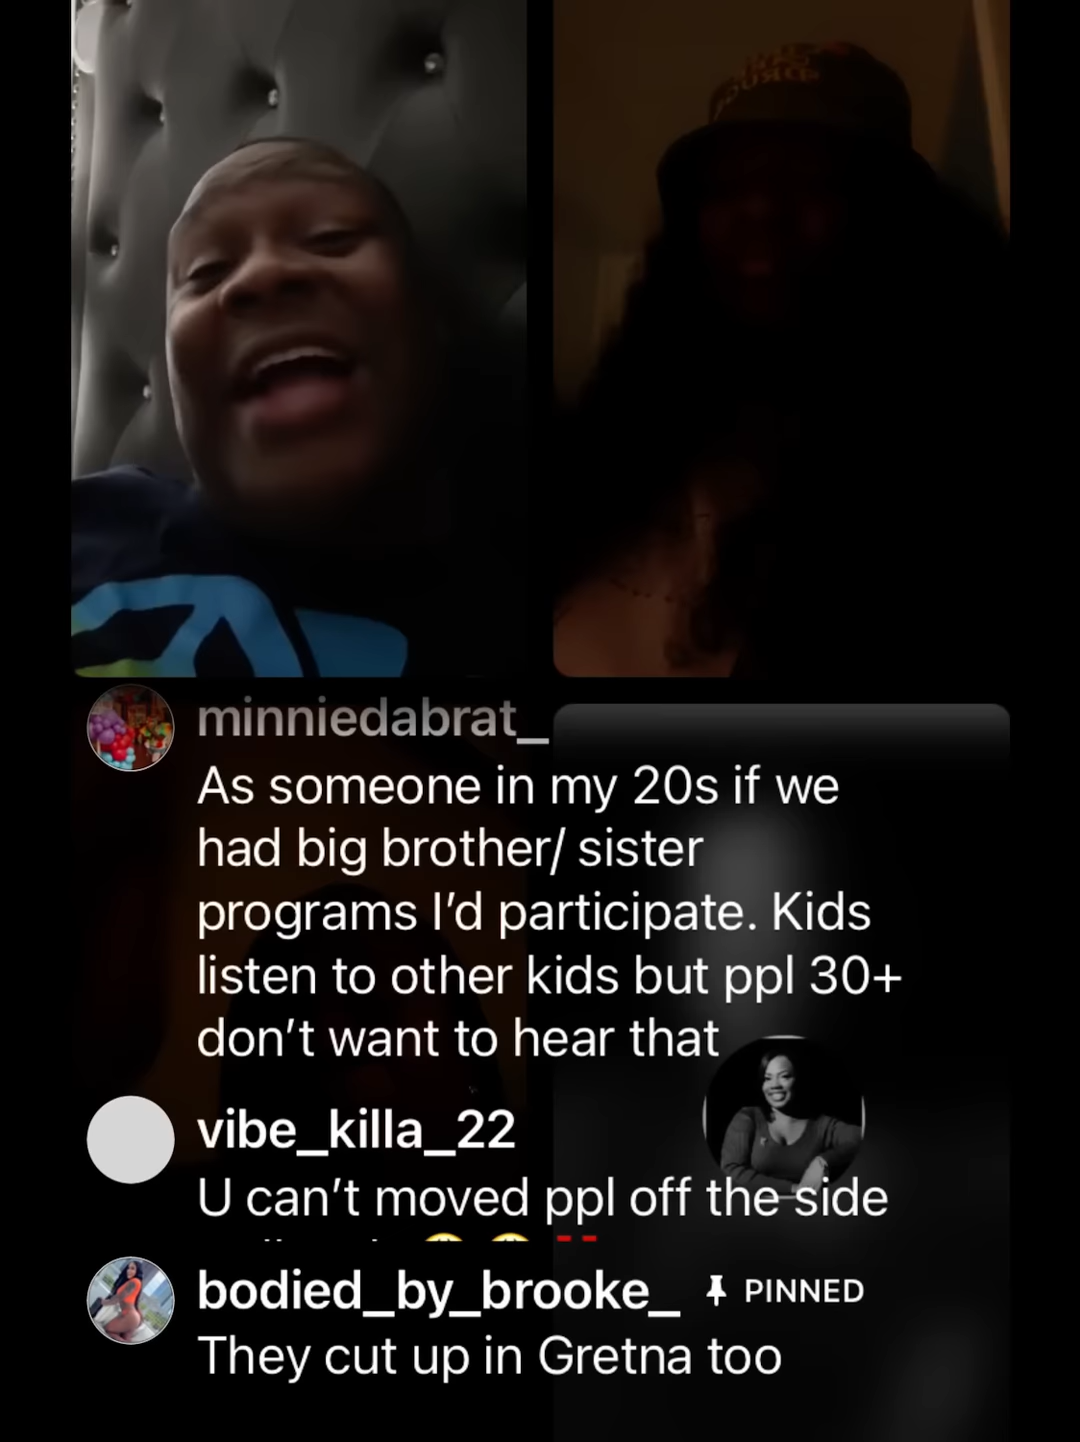 minniedabrat_
As someone in my 20s if we
had big brother/ sister
programs I’d participate. Kids
listen to other kids but ppl 30+
don’t want to hear that
vibe_killa_22
U can’t moved ppl off the side
bodied_by_brooke_ PINNED
They cut up in Gretna too